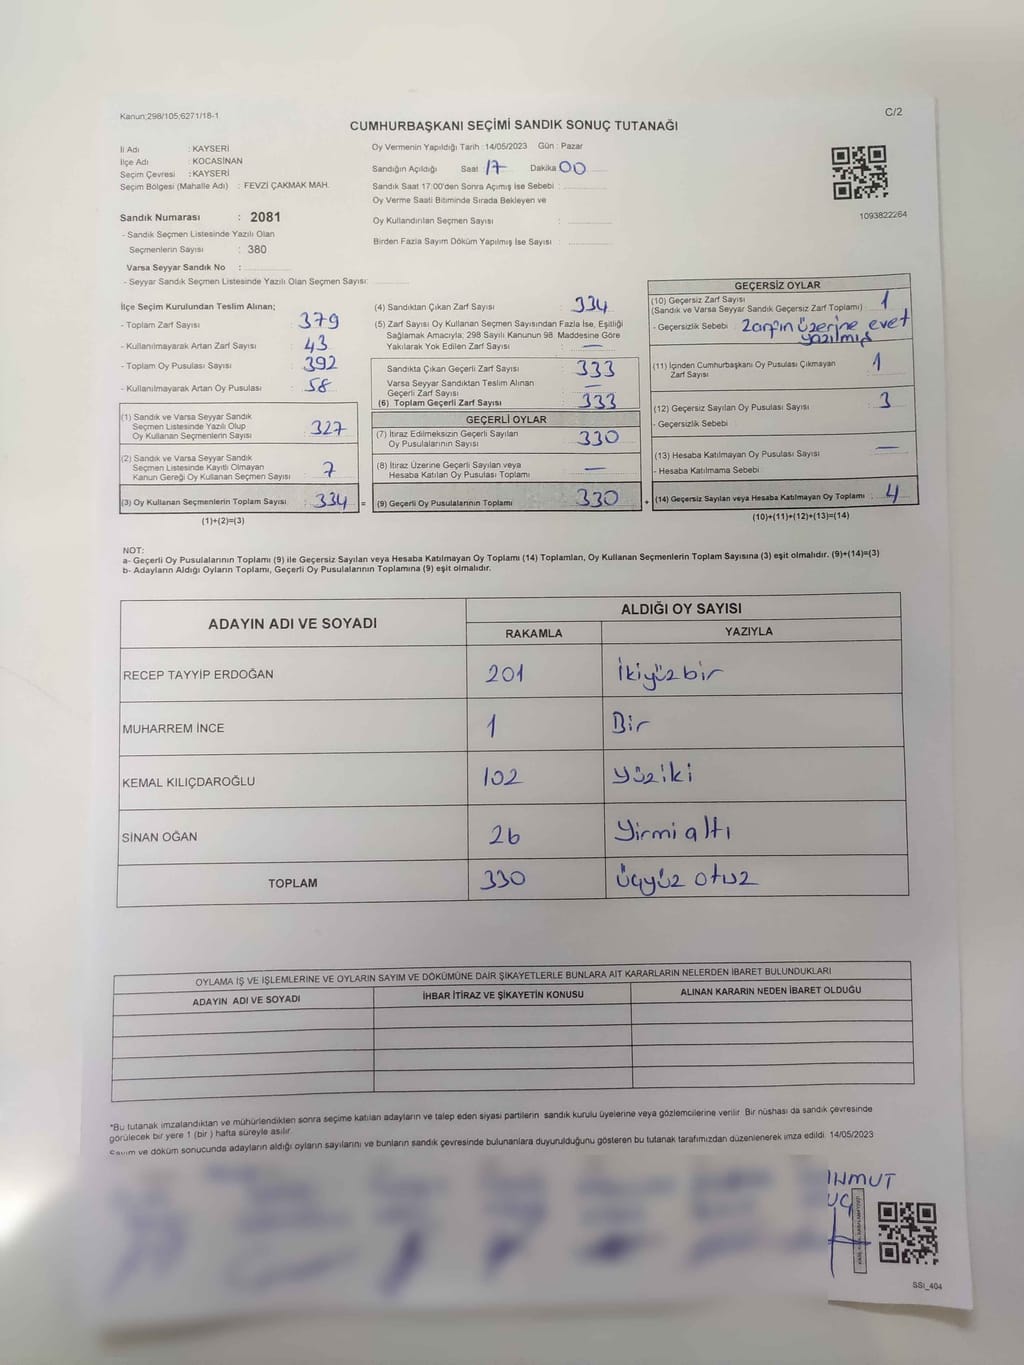 Kanun;298/105;6271/18-1
C/2
CUMHURBAŞKANI SEÇİMİ SANDIK SONUÇ TUTANAĞI
İl Adı : KAYSERİ
İlçe Adı : KOCASİNAN
Seçim Çevresi : KAYSERİ
Seçim Bölgesi (Mahalle Adı) : FEVZİ ÇAKMAK MAH.
Sandık Numarası : 2081
- Sandık Seçmen Listesinde Yazılı Olan
Seçmenlerin Sayısı : 380
Varsa Seyyar Sandık No :
- Seyyar Sandık Seçmen Listesinde Yazılı Olan Seçmen Sayısı:
Oy Vermenin Yapıldığı Tarih : 14/05/2023 Gün : Pazar
Sandığın Açıldığı Saat : 17 Dakika 00
Sandık Saat 17:00'den Sonra Açımış İse Sebebi :
Oy Verme Saati Bitiminde Sırada Bekleyen ve
Oy Kullandırılan Seçmen Sayısı :
Birden Fazla Sayım Döküm Yapılmış İse Sayısı :
1093822264
İlçe Seçim Kurulundan Teslim Alınan;
- Toplam Zarf Sayısı : 379
- Kullanılmayarak Artan Zarf Sayısı : 43
- Toplam Oy Pusulası Sayısı : 392
- Kullanılmayarak Artan Oy Pusulası : 58
(1) Sandık ve Varsa Seyyar Sandık
Seçmen Listesinde Yazılı Olup
Oy Kullanan Seçmenlerin Sayısı : 327
(2) Sandık ve Varsa Seyyar Sandık
Seçmen Listesinde Kayıtlı Olmayan
Kanun Gereği Oy Kullanan Seçmen Sayısı : 7
(3) Oy Kullanan Seçmenlerin Toplam Sayısı : 334 =
(1)+(2)=(3)
(4) Sandıktan Çıkan Zarf Sayısı : 334
(5) Zarf Sayısı Oy Kullanan Seçmen Sayısından Fazla İse, Eşitliği
Sağlamak Amacıyla; 298 Sayılı Kanunun 98. Maddesine Göre
Yakılarak Yok Edilen Zarf Sayısı : —
Sandıkta Çıkan Geçerli Zarf Sayısı : 333
Varsa Seyyar Sandıktan Teslim Alınan
Geçerli Zarf Sayısı : —
(6) Toplam Geçerli Zarf Sayısı : 333
GEÇERLİ OYLAR
(7) İtiraz Edilmeksizin Geçerli Sayılan
Oy Pusulalarının Sayısı : 330
(8) İtiraz Üzerine Geçerli Sayılan veya
Hesaba Katılan Oy Pusulası Toplamı : —
(9) Geçerli Oy Pusulalarının Toplamı : 330 +
GEÇERSİZ OYLAR
(10) Geçersiz Zarf Sayısı : 1
(Sandık ve Varsa Seyyar Sandık Geçersiz Zarf Toplamı)
- Geçersizlik Sebebi : Zarfın üzerine evet
yazılmış
(11) İçinden Cumhurbaşkanı Oy Pusulası Çıkmayan
Zarf Sayısı : 1
(12) Geçersiz Sayılan Oy Pusulası Sayısı : 3
- Geçersizlik Sebebi :
(13) Hesaba Katılmayan Oy Pusulası Sayısı : —
- Hesaba Katılmama Sebebi :
(14) Geçersiz Sayılan veya Hesaba Katılmayan Oy Toplamı : 4
(10)+(11)+(12)+(13)=(14)
NOT:
a- Geçerli Oy Pusulalarının Toplamı (9) ile Geçersiz Sayılan veya Hesaba Katılmayan Oy Toplamı (14) Toplamları, Oy Kullanan Seçmenlerin Toplam Sayısına (3) eşit olmalıdır. (9)+(14)=(3)
b- Adayların Aldığı Oyların Toplamı, Geçerli Oy Pusulalarının Toplamına (9) eşit olmalıdır.
ADAYIN ADI VE SOYADI
ALDIĞI OY SAYISI
RAKAMLA YAZIYLA
RECEP TAYYİP ERDOĞAN 201 İkiyüzbir
MUHARREM İNCE 1 Bir
KEMAL KILIÇDAROĞLU 102 yüziki
SİNAN OĞAN 26 Yirmialtı
TOPLAM 330 üçyüz otuz
OYLAMA İŞ VE İŞLEMLERİNE VE OYLARIN SAYIM VE DÖKÜMÜNE DAİR ŞİKAYETLERLE BUNLARA AİT KARARLARIN NELERDEN İBARET BULUNDUKLARI
ADAYIN ADI VE SOYADI İHBAR İTİRAZ VE ŞİKAYETİN KONUSU ALINAN KARARIN NEDEN İBARET OLDUĞU
*Bu tutanak imzalandıktan ve mühürlendikten sonra seçime katılan adayların ve talep eden siyasi partilerin sandık kurulu üyelerine veya gözlemcilerine verilir. Bir nüshası da sandık çevresinde
görülecek bir yere 1 (bir ) hafta süreyle asılır.
Sayım ve döküm sonucunda adayların aldığı oyların sayılarını ve bunların sandık çevresinde bulunanlara duyurulduğunu gösteren bu tutanak tarafımızdan düzenlenerek imza edildi. 14/05/2023
SSI_404